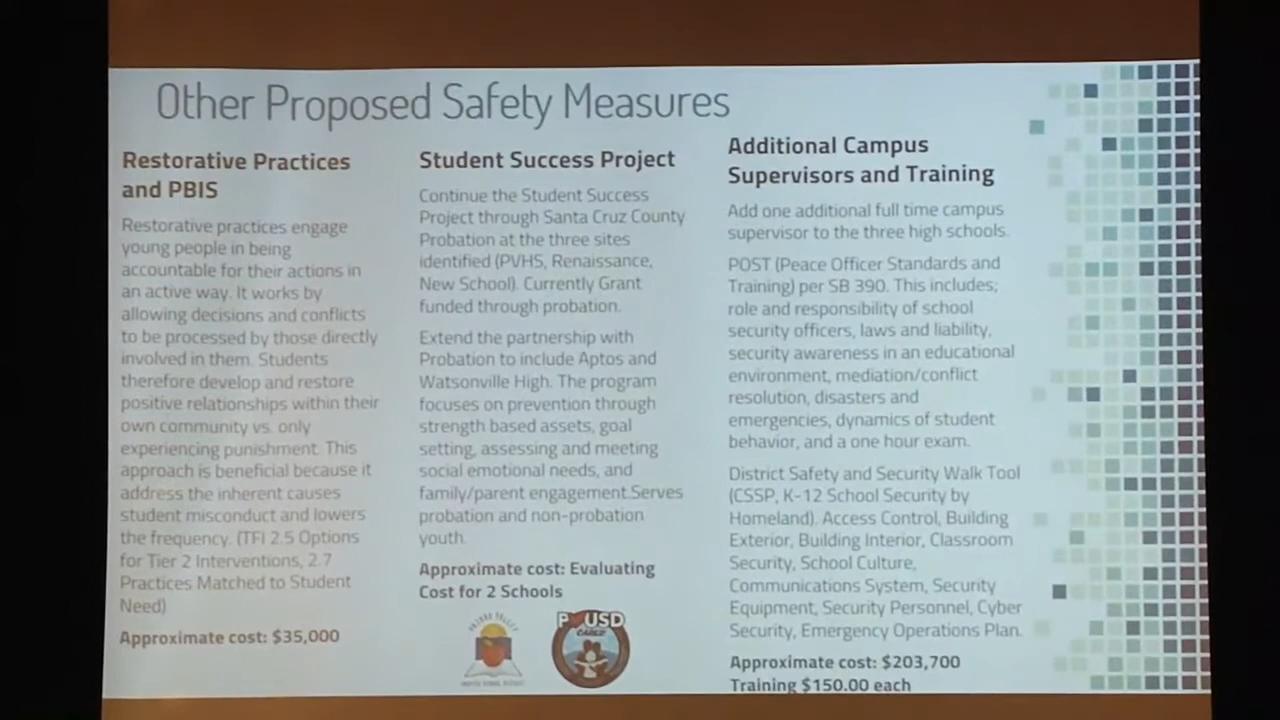 Other Proposed Safety Measures
Restorative Practices
and PBIS
Restorative practices engage
young people in being
accountable for their actions in
an active way. It works by
allowing decisions and conflicts
to be processed by those directly
involved in them. Students
therefore develop and restore
positive relationships within their
own community vs. only
experiencing punishment. This
approach is beneficial because it
address the inherent causes
student misconduct and lowers
the frequency. (TFI 2.5 Options
for Tier 2 Interventions, 2.7
Practices Matched to Student
Need)
Approximate cost: $35,000
Student Success Project
Continue the Student Success
Project through Santa Cruz County
Probation at the three sites
identified (PVHS, Renaissance,
New School). Currently Grant
funded through probation.
Extend the partnership with
Probation to include Aptos and
Watsonville High. The program
focuses on prevention through
strength based assets, goal
setting, assessing and meeting
social emotional needs, and
family/parent engagement.Serves
probation and non-probation
youth.
Approximate cost: Evaluating
Cost for 2 Schools
PAJARO VALLEY
P USD
CARES
Additional Campus
Supervisors and Training
Add one additional full time campus
supervisor to the three high schools.
POST (Peace Officer Standards and
Training) per SB 390. This includes;
role and responsibility of school
security officers, laws and liability,
security awareness in an educational
environment, mediation/conflict
resolution, disasters and
emergencies, dynamics of student
behavior, and a one hour exam.
District Safety and Security Walk Tool
(CSSP, K-12 School Security by
Homeland). Access Control, Building
Exterior, Building Interior, Classroom
Security, School Culture,
Communications System, Security
Equipment, Security Personnel, Cyber
Security, Emergency Operations Plan.
Approximate cost: $203,700
Training $150.00 each